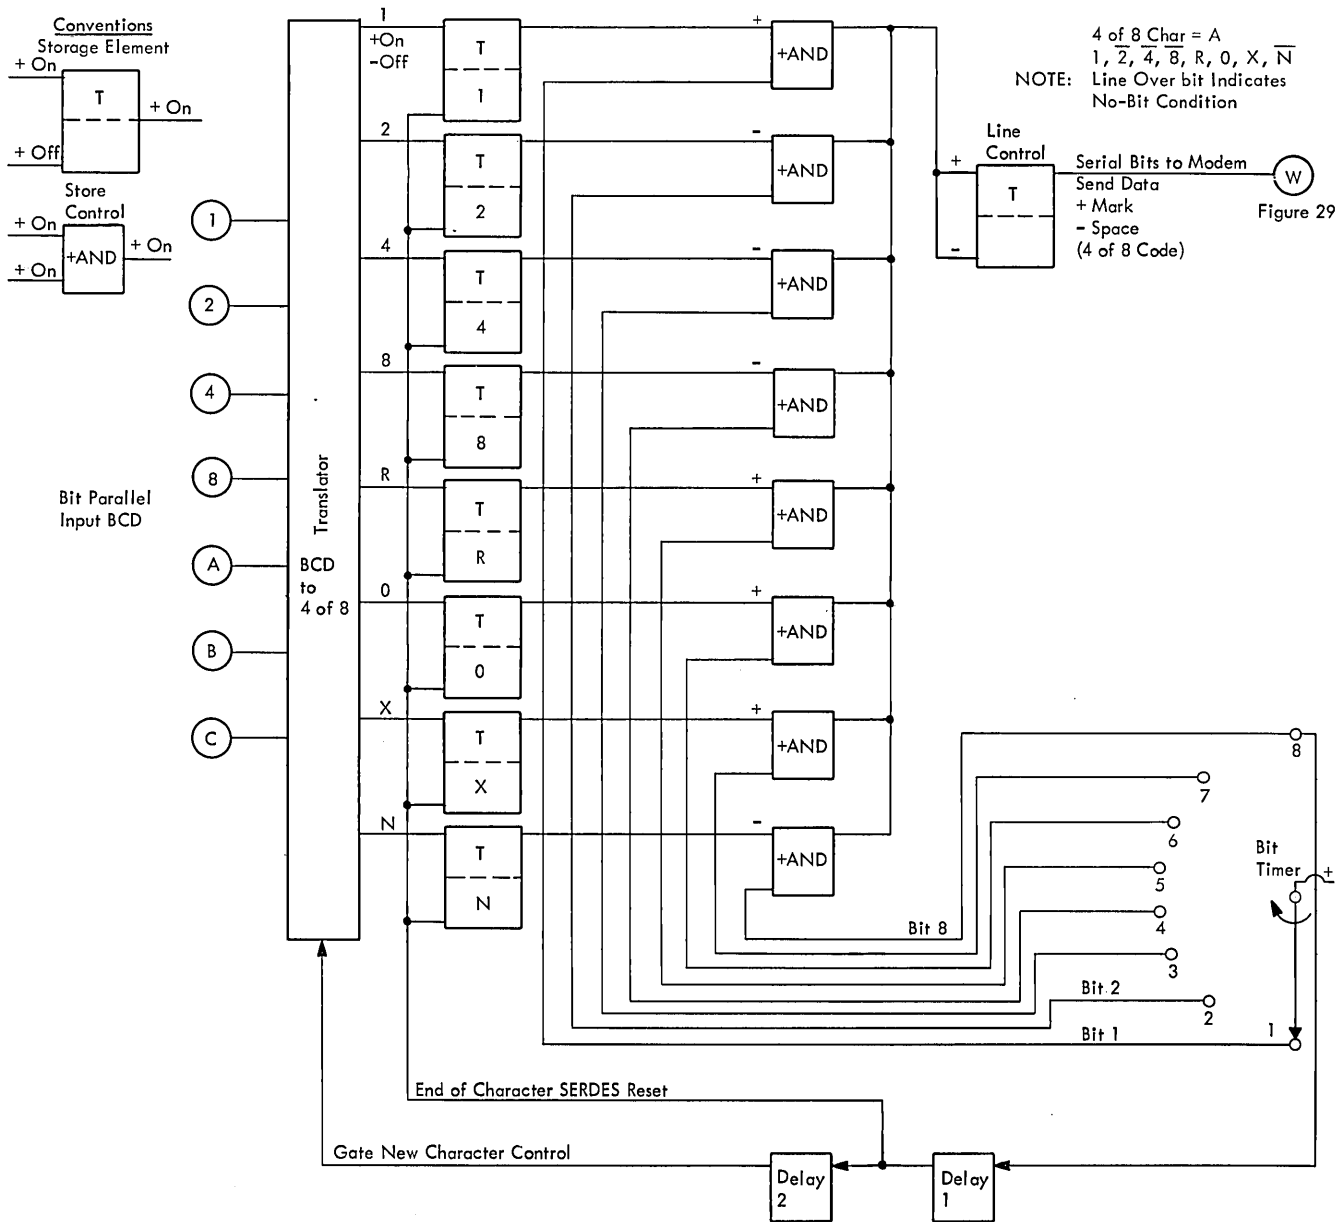 Conventions
Storage Element
+ On
T
+ On
+ Off
Store
Control
+ On
+AND
+ On
+ On
1
2
4
8
A
B
C
Bit Parallel
Input BCD
Translator
BCD
to
4 of 8
1
+On
-Off
2
4
8
R
0
X
N
T
1
T
2
T
4
T
8
T
R
T
0
T
X
T
N
+
+AND
-
+AND
-
+AND
-
+AND
+
+AND
+
+AND
+
+AND
-
+AND
4 of 8 Char = A
1, 2̅, 4̅, 8̅, R, 0, X, N̅
NOTE: Line Over bit Indicates
No-Bit Condition
Line
Control
+
T
-
Serial Bits to Modem
Send Data
+ Mark
- Space
(4 of 8 Code)
W
Figure 29
8
7
6
5
4
3
2
1
Bit
Timer
+
Bit 8
Bit 2
Bit 1
End of Character SERDES Reset
Gate New Character Control
Delay
2
Delay
1